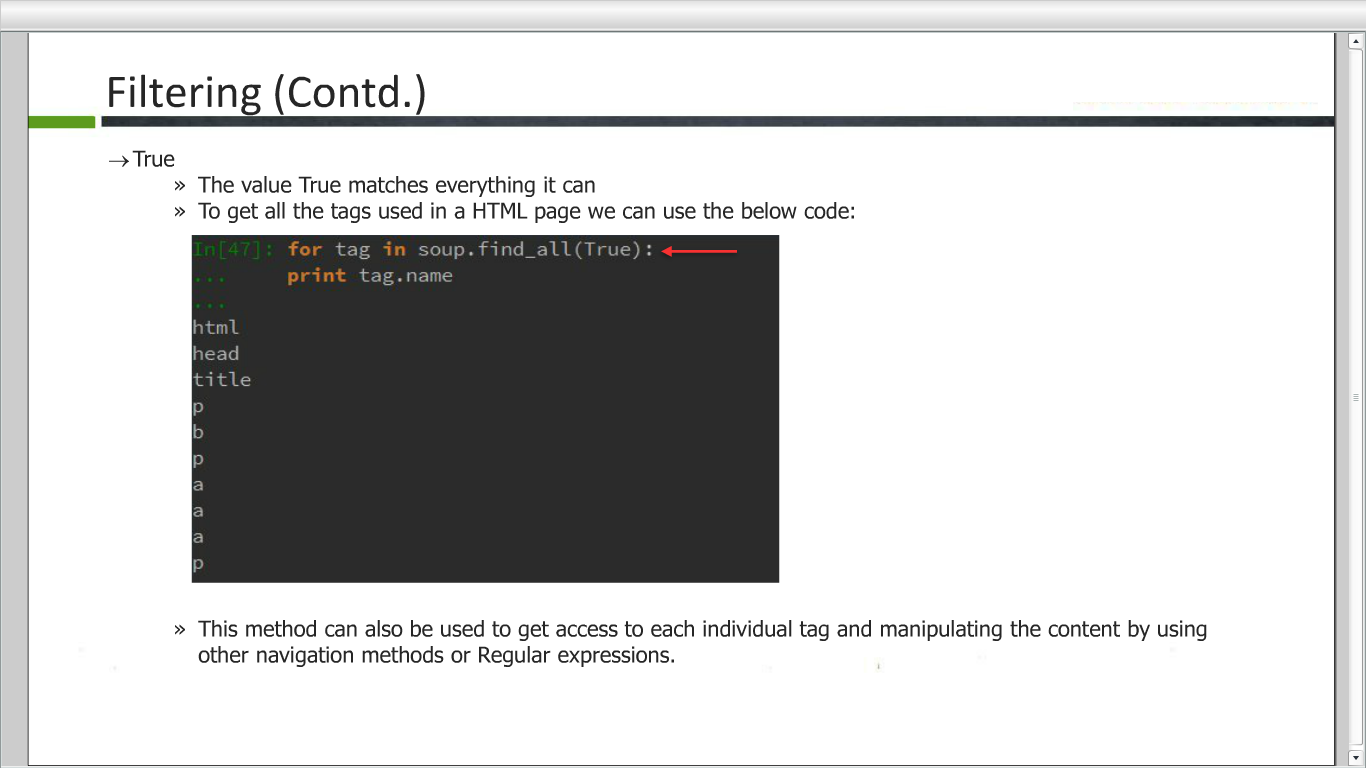 Filtering (Contd.)
→True
» The value True matches everything it can
» To get all the tags used in a HTML page we can use the below code:
In[47]: for tag in soup.find_all(True):
... print tag.name
...
html
head
title
p
b
p
a
a
a
p
» This method can also be used to get access to each individual tag and manipulating the content by using
other navigation methods or Regular expressions.